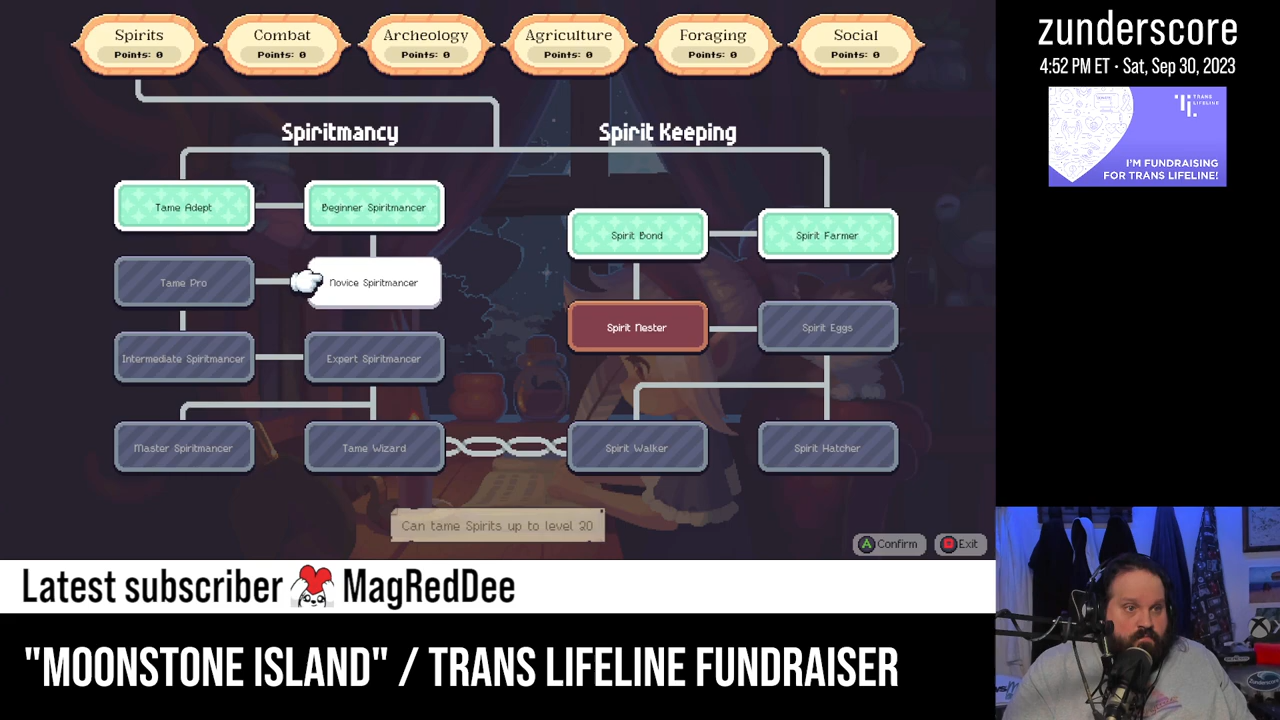 Spirits
Points: 0
Combat
Points: 0
Archeology
Points: 0
Agriculture
Points: 0
Foraging
Points: 0
Social
Points: 0
Spiritmancy
Spirit Keeping
Tame Adept
Beginner Spiritmancer
Spirit Bond
Spirit Farmer
Tame Pro
Novice Spiritmancer
Spirit Nester
Spirit Eggs
Intermediate Spiritmancer
Expert Spiritmancer
Master Spiritmancer
Tame Wizard
Spirit Walker
Spirit Hatcher
Can tame Spirits up to level 20
A Confirm
Exit
Latest subscriber MagRedDee
"MOONSTONE ISLAND" / TRANS LIFELINE FUNDRAISER
zunderscore
4:52 PM ET · Sat, Sep 30, 2023
TRANS
LIFELINE
I'M FUNDRAISING
FOR TRANS LIFELINE!